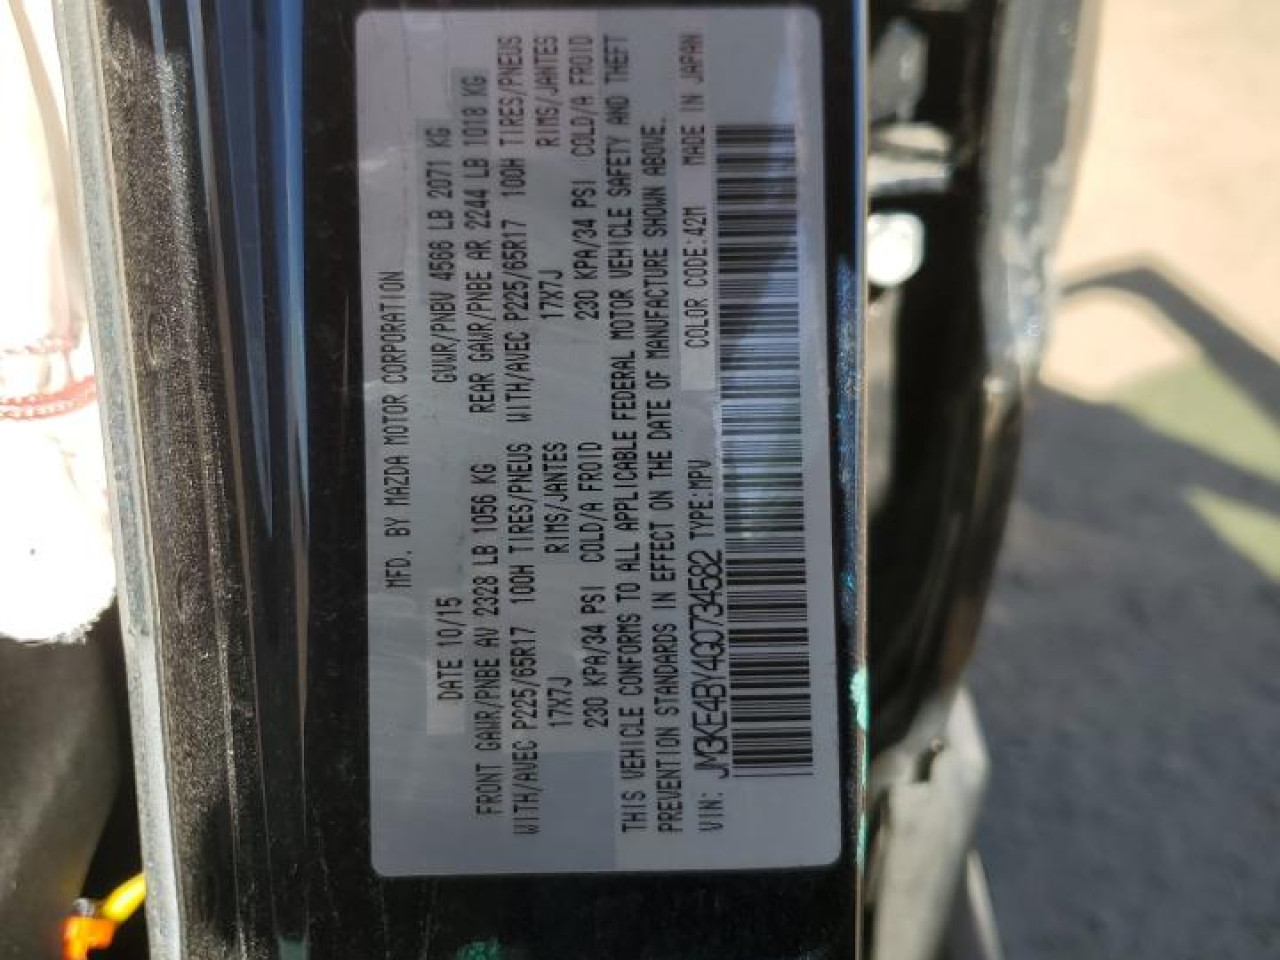 MFD. BY MAZDA MOTOR CORPORATION
DATE 10/15 GVWR/PNBV 4566 LB 2071 KG
FRONT GAWR/PNBE AV 2328 LB 1056 KG REAR GAWR/PNBE AR 2244 LB 1018 KG
WITH/AVEC P225/65R17 100H TIRES/PNEUS WITH/AVEC P225/65R17 100H TIRES/PNEUS
17X7J RIMS/JANTES 17X7J RIMS/JANTES
230 KPA/34 PSI COLD/A FROID 230 KPA/34 PSI COLD/A FROID
THIS VEHICLE CONFORMS TO ALL APPLICABLE FEDERAL MOTOR VEHICLE SAFETY AND THEFT
PREVENTION STANDARDS IN EFFECT ON THE DATE OF MANUFACTURE SHOWN ABOVE.
VIN: JM3KE4BY4G0734582 TYPE:MPV COLOR CODE:42M MADE IN JAPAN